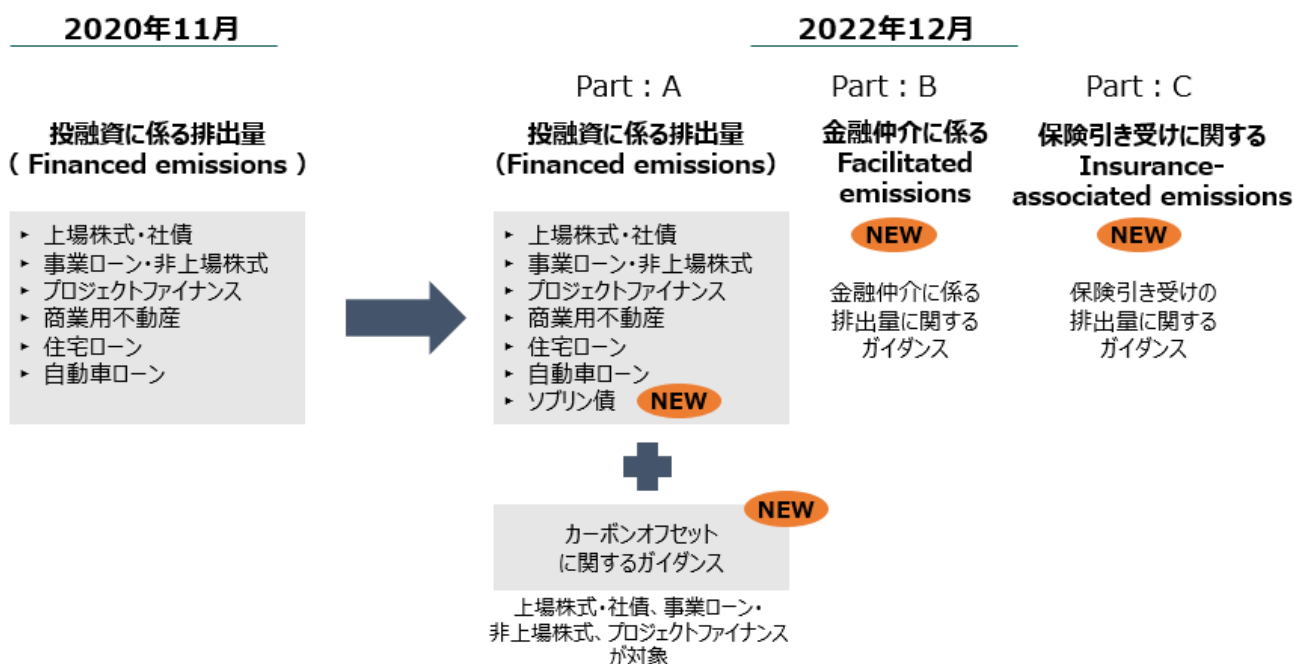 2020年11月
投融資に係る排出量
( Financed emissions )
▸ 上場株式・社債
▸ 事業ローン・非上場株式
▸ プロジェクトファイナンス
▸ 商業用不動産
▸ 住宅ローン
▸ 自動車ローン
2022年12月
Part：A
投融資に係る排出量
(Financed emissions)
▸ 上場株式・社債
▸ 事業ローン・非上場株式
▸ プロジェクトファイナンス
▸ 商業用不動産
▸ 住宅ローン
▸ 自動車ローン
▸ ソブリン債 NEW
NEW
カーボンオフセット
に関するガイダンス
上場株式・社債、事業ローン・
非上場株式、プロジェクトファイナンス
が対象
Part：B
金融仲介に係る
Facilitated
emissions
NEW
金融仲介に係る
排出量に関する
ガイダンス
Part：C
保険引き受けに関する
Insurance-
associated emissions
NEW
保険引き受けの
排出量に関する
ガイダンス